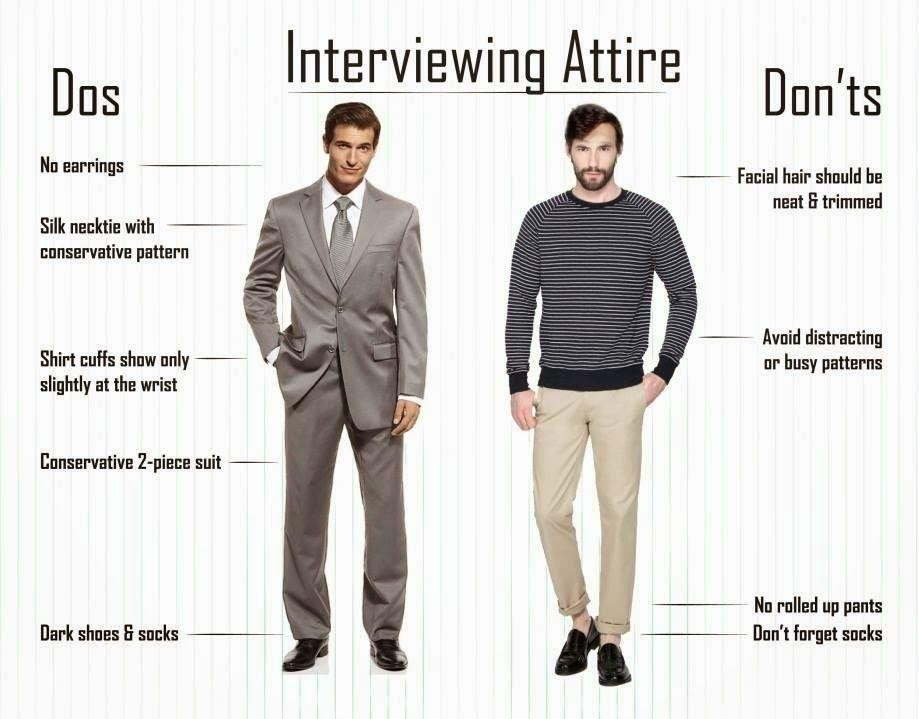 Interviewing Attire
Dos
No earrings
Silk necktie with
conservative pattern
Shirt cuffs show only
slightly at the wrist
Conservative 2-piece suit
Dark shoes & socks
Don'ts
Facial hair should be
neat & trimmed
Avoid distracting
or busy patterns
No rolled up pants
Don't forget socks